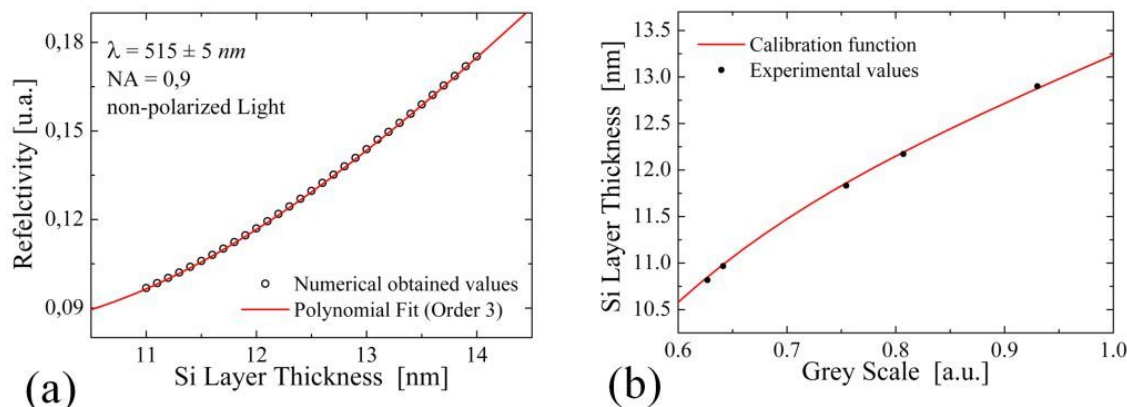 0,18
0,15
0,12
0,09
Refelctivity [u.a.]
λ = 515 ± 5 nm
NA = 0,9
non-polarized Light
Numerical obtained values
Polynomial Fit (Order 3)
11 12 13 14
Si Layer Thickness [nm]
(a)
13.5
13.0
12.5
12.0
11.5
11.0
10.5
Si Layer Thickness [nm]
Calibration function
Experimental values
0.6 0.7 0.8 0.9 1.0
Grey Scale [a.u.]
(b)